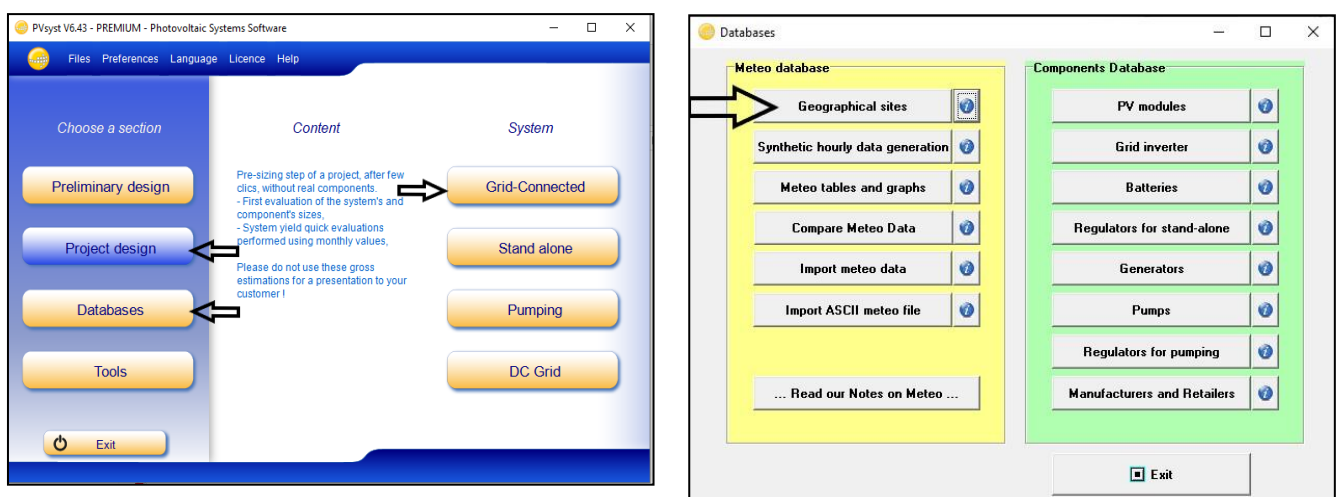 PVsyst V6.43 - PREMIUM - Photovoltaic Systems Software
Files Preferences Language Licence Help
Choose a section
Content
System
Preliminary design
Project design
Databases
Tools
Exit
Pre-sizing step of a project, after few
clics, without real components.
- First evaluation of the system's and
component's sizes,
- System yield quick evaluations
performed using monthly values,
Please do not use these gross
estimations for a presentation to your
customer !
Grid-Connected
Stand alone
Pumping
DC Grid
Databases
Meteo database
Geographical sites
Synthetic hourly data generation
Meteo tables and graphs
Compare Meteo Data
Import meteo data
Import ASCII meteo file
... Read our Notes on Meteo ...
Components Database
PV modules
Grid inverter
Batteries
Regulators for stand-alone
Generators
Pumps
Regulators for pumping
Manufacturers and Retailers
Exit